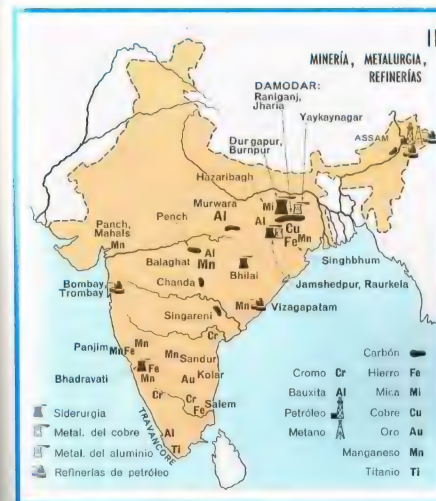 MINERÍA, METALURGIA,
REFINERÍAS
DAMODAR:
Raniganj,
Jharia
Yaykaynagar
Durgapur,
Burnpur
ASSAM
Hazaribagh
Murwara
Mi
Al
Pench
Al
Cu
Panch,
Mahals
Mn
Fe
Mn
Al
Balaghat
Mn
Bhilai
Singhbhum
Chanda
Jamshedpur, Raurkela
Bombay,
Trombay
Mn
Vizagapatam
Singareni
Cr
Panjim
Mn
Mn
Fe
Mn
Sandur
Fe
Bhadravati
Mn
Au
Kolar
Cr
Cr
Fe
Salem
TRAVANCORE
Al
Ti
Siderurgia
Metal. del cobre
Metal. del aluminio
Refinerías de petróleo
Carbón
Cromo Cr
Hierro Fe
Bauxita Al
Mica Mi
Petróleo
Cobre Cu
Metano
Oro Au
Manganeso Mn
Titanio Ti